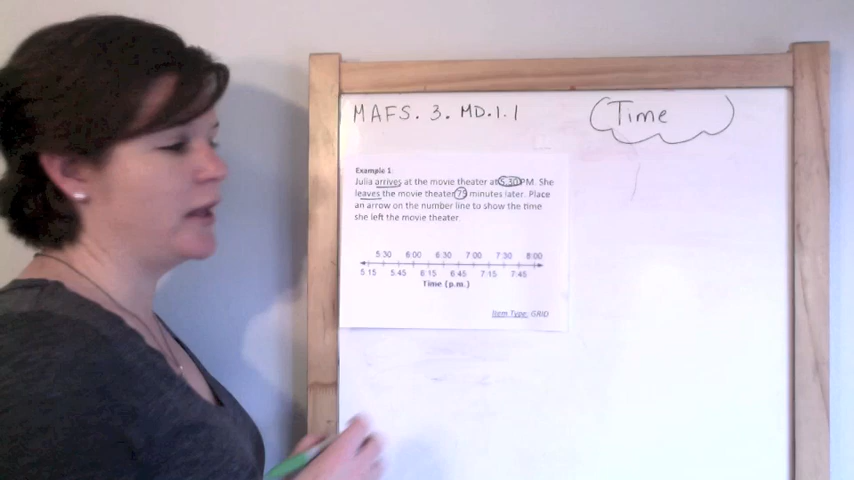 MAFS. 3. MD.1.1
Time
Example 1:
Julia arrives at the movie theater at 5:30 PM. She
leaves the movie theater 75 minutes later. Place
an arrow on the number line to show the time
she left the movie theater.
5:30 6:00 6:30 7:00 7:30 8:00
5:15 5:45 6:15 6:45 7:15 7:45
Time (p.m.)
Item Type: GRID